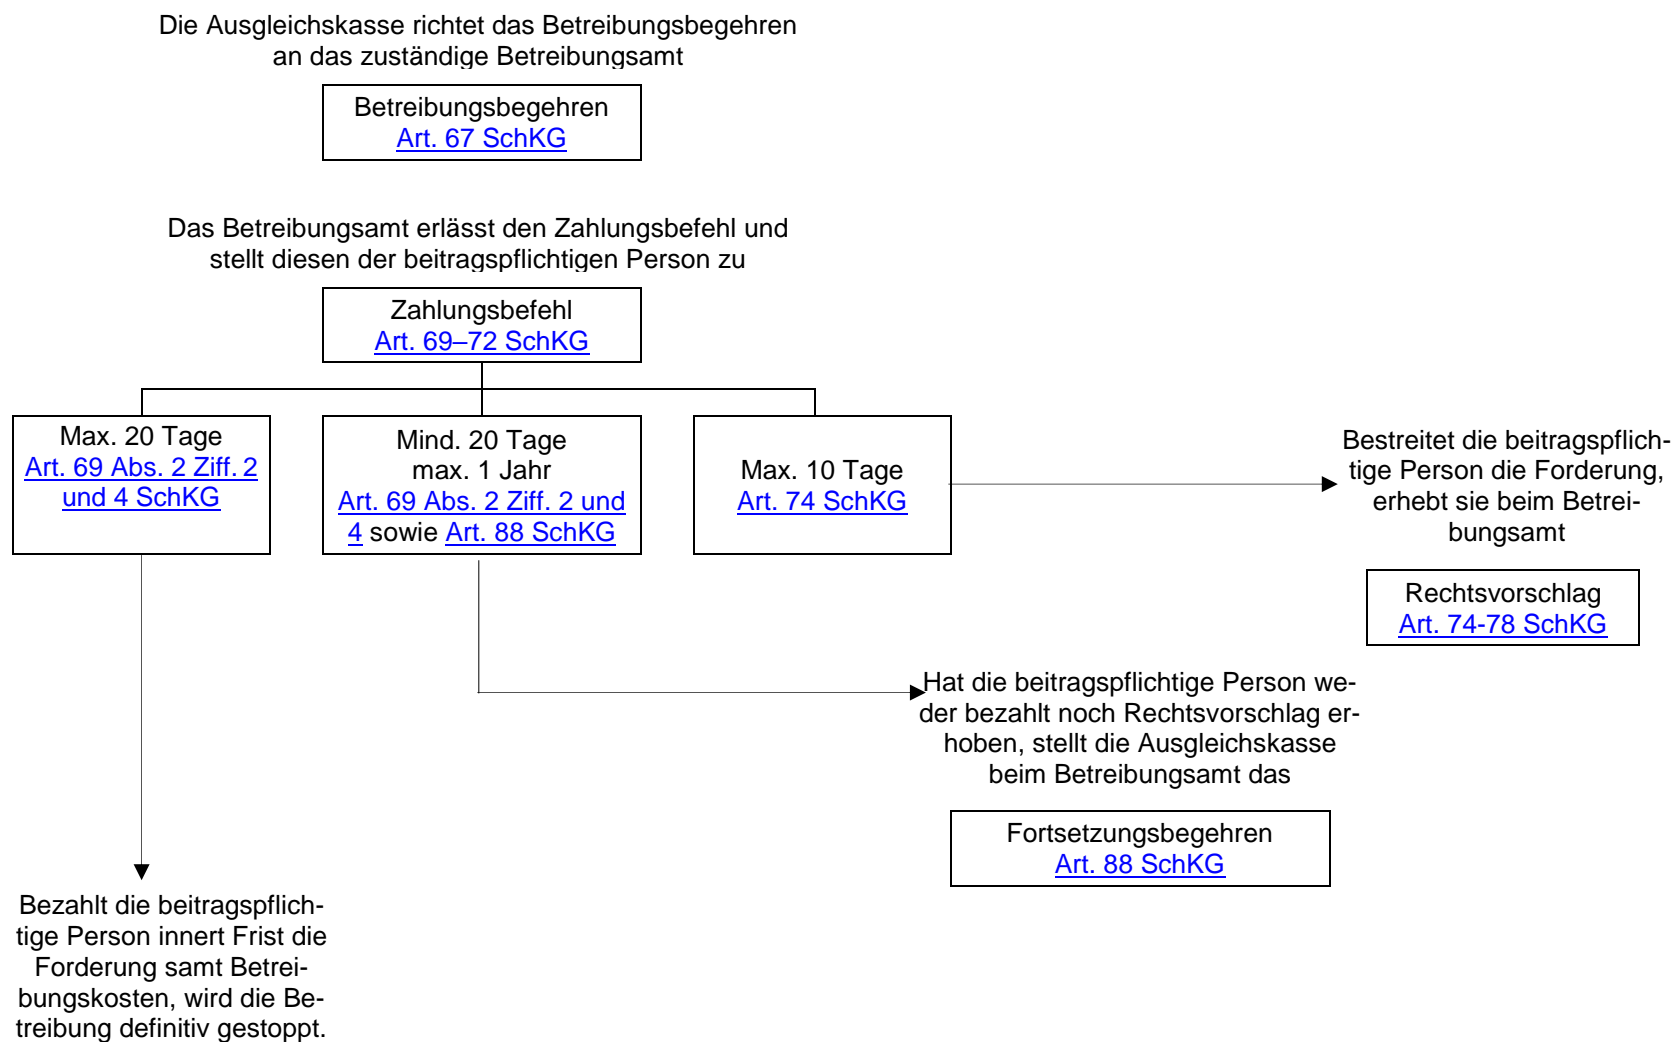 Die Ausgleichskasse richtet das Betreibungsbegehren
an das zuständige Betreibungsamt
Betreibungsbegehren
Art. 67 SchKG
Das Betreibungsamt erlässt den Zahlungsbefehl und
stellt diesen der beitragspflichtigen Person zu
Zahlungsbefehl
Art. 69–72 SchKG
Max. 20 Tage
Art. 69 Abs. 2 Ziff. 2
und 4 SchKG
Mind. 20 Tage
max. 1 Jahr
Art. 69 Abs. 2 Ziff. 2 und
4 sowie Art. 88 SchKG
Max. 10 Tage
Art. 74 SchKG
Bestreitet die beitragspflich-
tige Person die Forderung,
erhebt sie beim Betrei-
bungsamt
Rechtsvorschlag
Art. 74-78 SchKG
Hat die beitragspflichtige Person we-
der bezahlt noch Rechtsvorschlag er-
hoben, stellt die Ausgleichskasse
beim Betreibungsamt das
Fortsetzungsbegehren
Art. 88 SchKG
Bezahlt die beitragspflich-
tige Person innert Frist die
Forderung samt Betrei-
bungskosten, wird die Be-
treibung definitiv gestoppt.